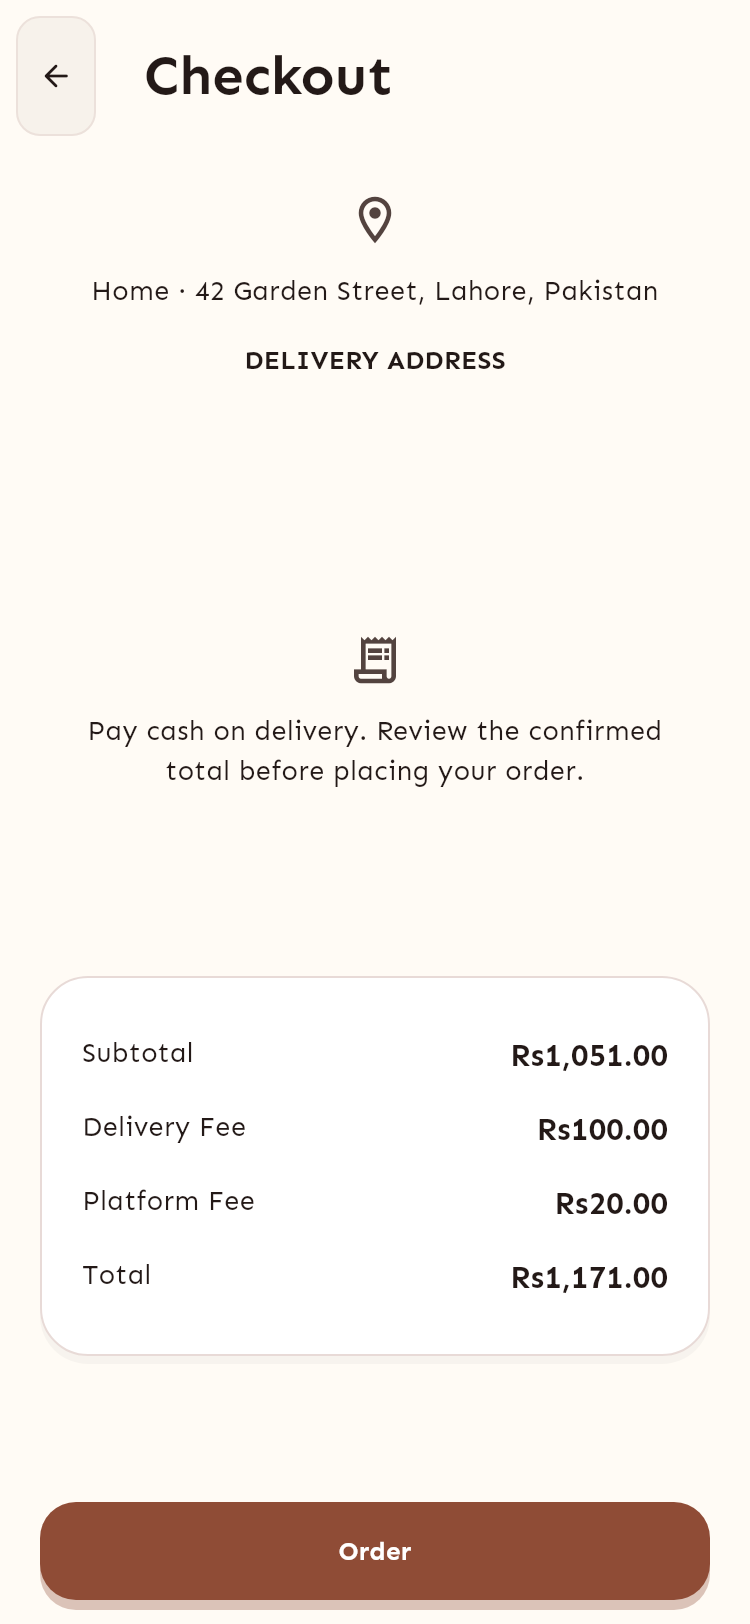 Checkout
Home · 42 Garden Street, Lahore, Pakistan
DELIVERY ADDRESS
Pay cash on delivery. Review the confirmed
total before placing your order.
Subtotal Rs1,051.00
Delivery Fee Rs100.00
Platform Fee Rs20.00
Total Rs1,171.00
Order